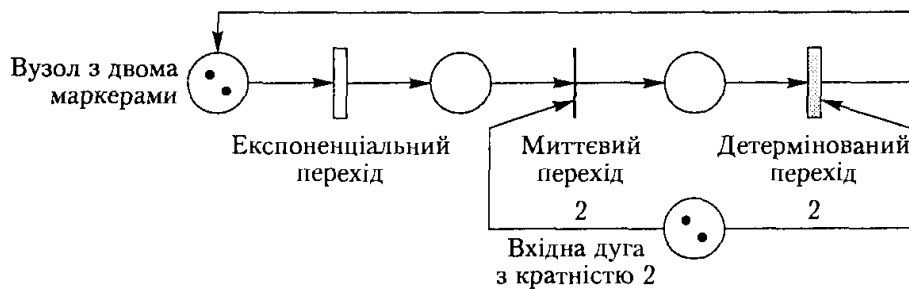 Вузол з двома
маркерами
Експоненціальний
перехід
Миттєвий
перехід
2
Детермінований
перехід
2
Вхідна дуга
з кратністю 2